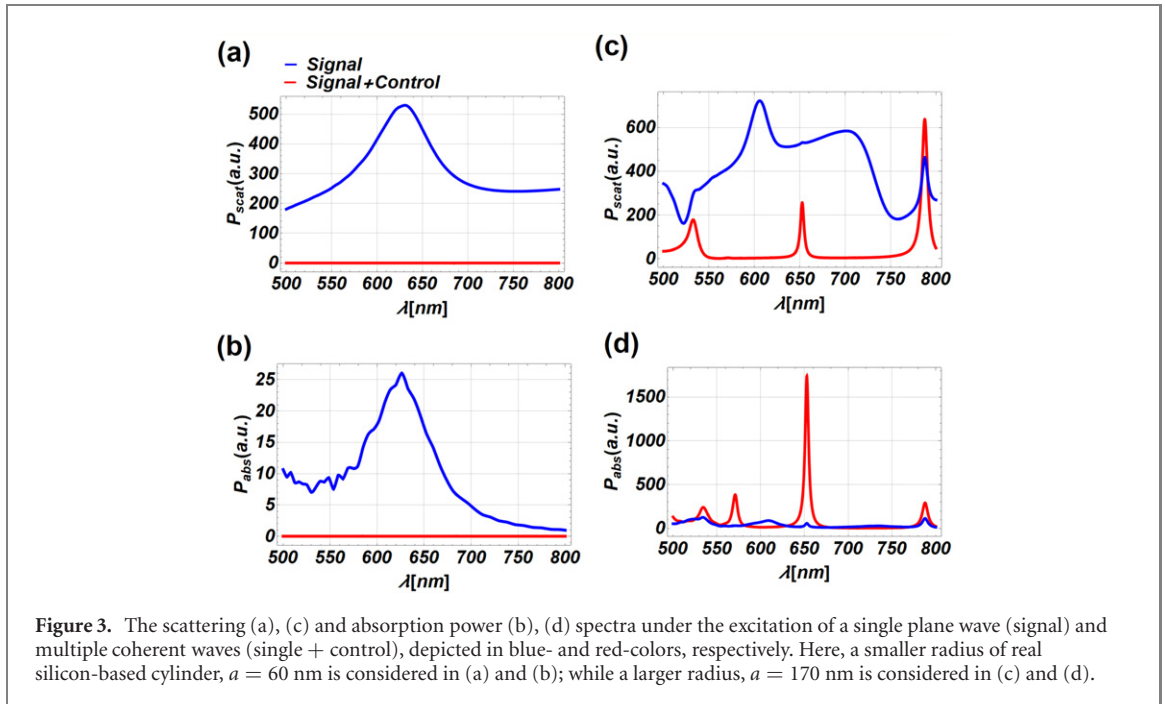 (a)
Signal
Signal+Control
500
400
300
200
100
0
P_scat(a.u.)
500 550 600 650 700 750 800
λ[nm]
(b)
25
20
15
10
5
0
P_abs(a.u.)
500 550 600 650 700 750 800
λ[nm]
(c)
600
400
200
0
P_scat(a.u.)
500 550 600 650 700 750 800
λ[nm]
(d)
1500
1000
500
0
P_abs(a.u.)
500 550 600 650 700 750 800
λ[nm]
Figure 3. The scattering (a), (c) and absorption power (b), (d) spectra under the excitation of a single plane wave (signal) and
multiple coherent waves (single + control), depicted in blue- and red-colors, respectively. Here, a smaller radius of real
silicon-based cylinder, a = 60 nm is considered in (a) and (b); while a larger radius, a = 170 nm is considered in (c) and (d).